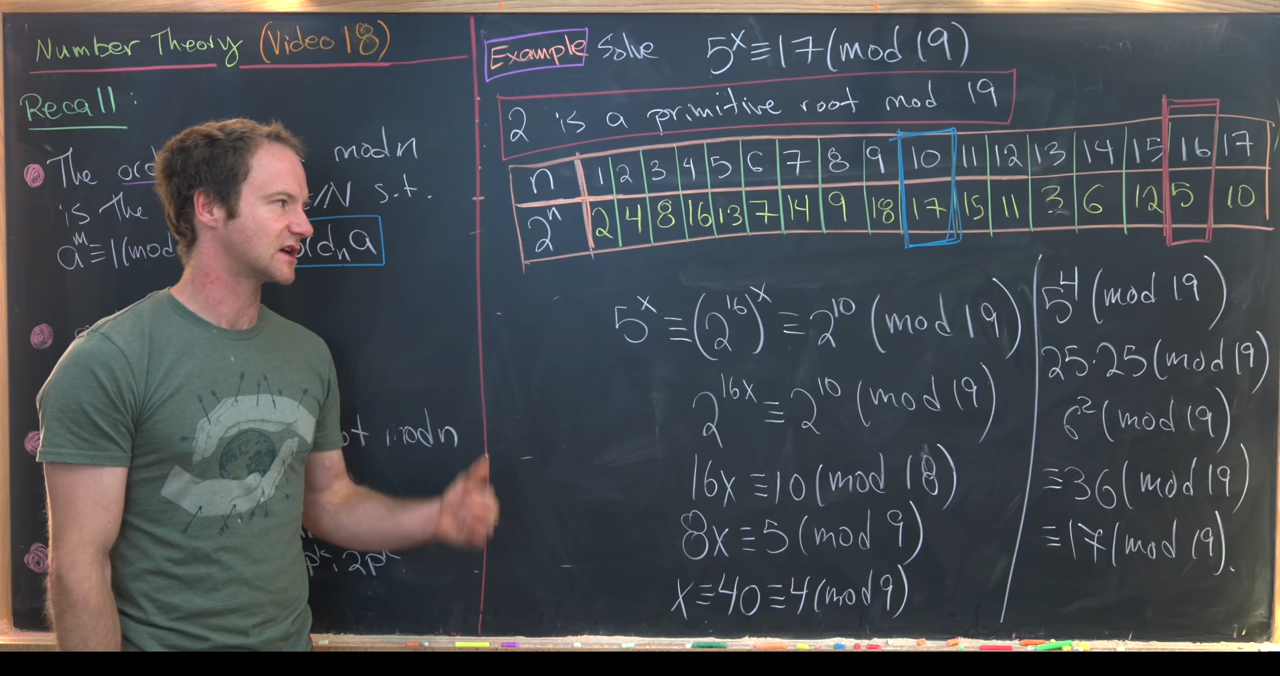 Number Theory (Video 18)
Recall:
The ord mod n
is the ∈ℕ s.t.
a^m ≡ 1 (mod ord_n a
ot mod n
p^k, 2p^k.
Example Solve 5^x ≡ 17 (mod 19)
2 is a primitive root mod 19
n 1 2 3 4 5 6 7 8 9 10 11 12 13 14 15 16 17
2^n 2 4 8 16 13 7 14 9 18 17 15 11 3 6 12 5 10
5^x ≡ (2^16)^x ≡ 2^10 (mod 19)
2^16x ≡ 2^10 (mod 19)
16x ≡ 10 (mod 18)
8x ≡ 5 (mod 9)
x ≡ 40 ≡ 4 (mod 9)
5^4 (mod 19)
25·25 (mod 19)
6^2 (mod 19)
≡ 36 (mod 19)
≡ 17 (mod 19).